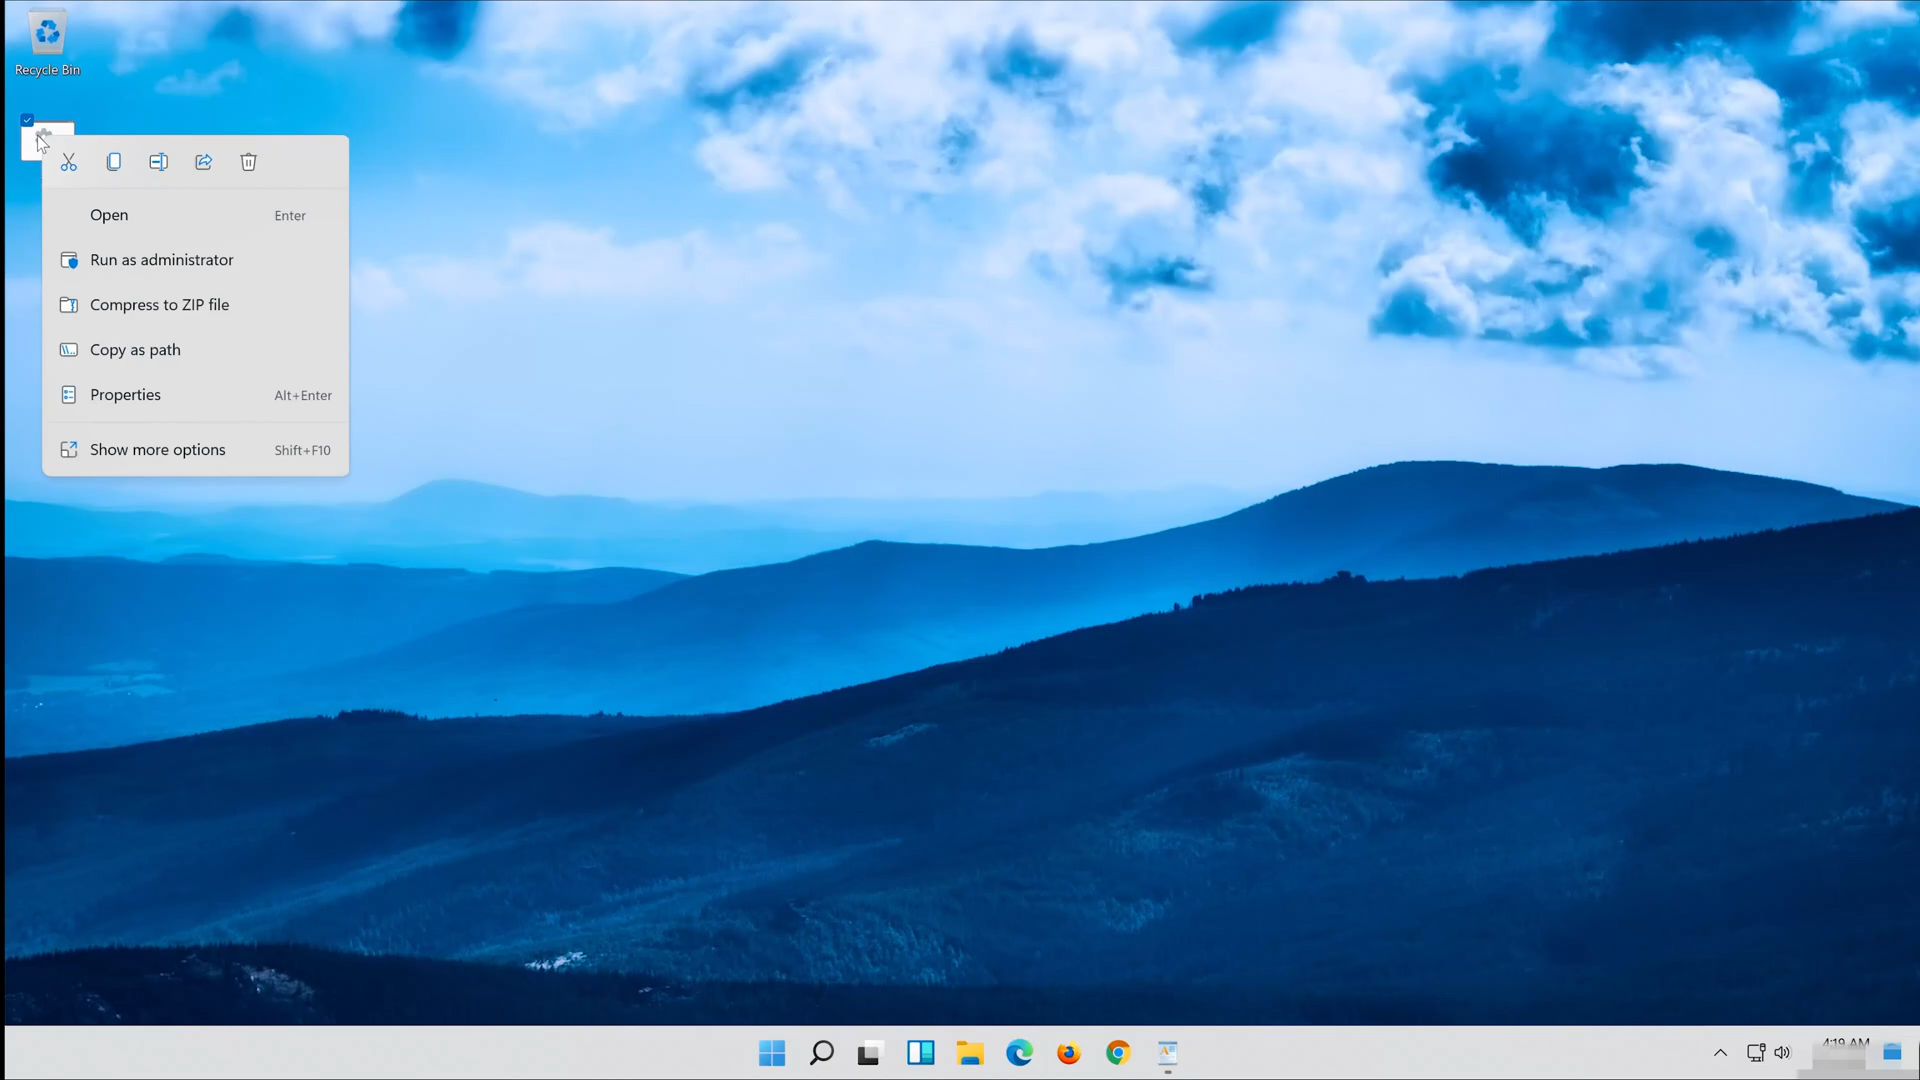 Recycle Bin
Open Enter
Run as administrator
Compress to ZIP file
Copy as path
Properties Alt+Enter
Show more options Shift+F10
4:19 AM